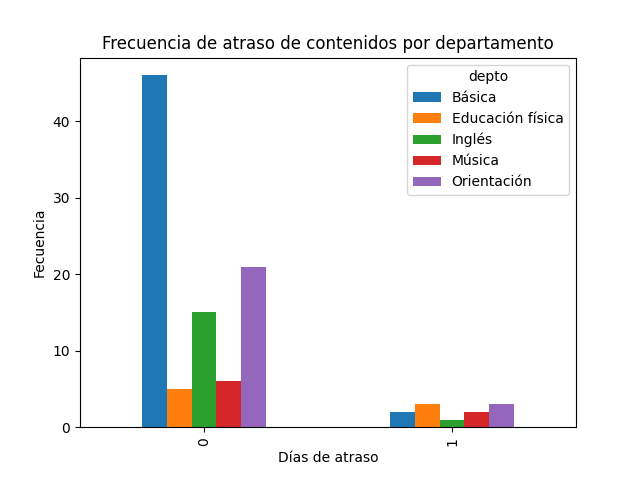 Frecuencia de atraso de contenidos por departamento
depto
Básica
Educación física
Inglés
Música
Orientación
Fecuencia
40
30
20
10
0
0
1
Días de atraso